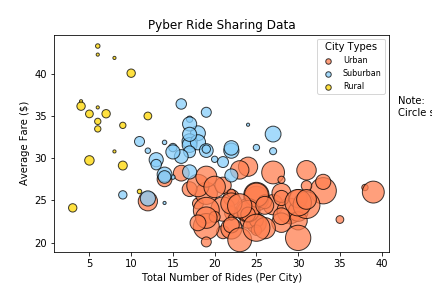 Pyber Ride Sharing Data
City Types
Urban
Suburban
Rural
Note:
Circle
Average Fare ($)
40
35
30
25
20
5
10
15
20
25
30
35
40
Total Number of Rides (Per City)